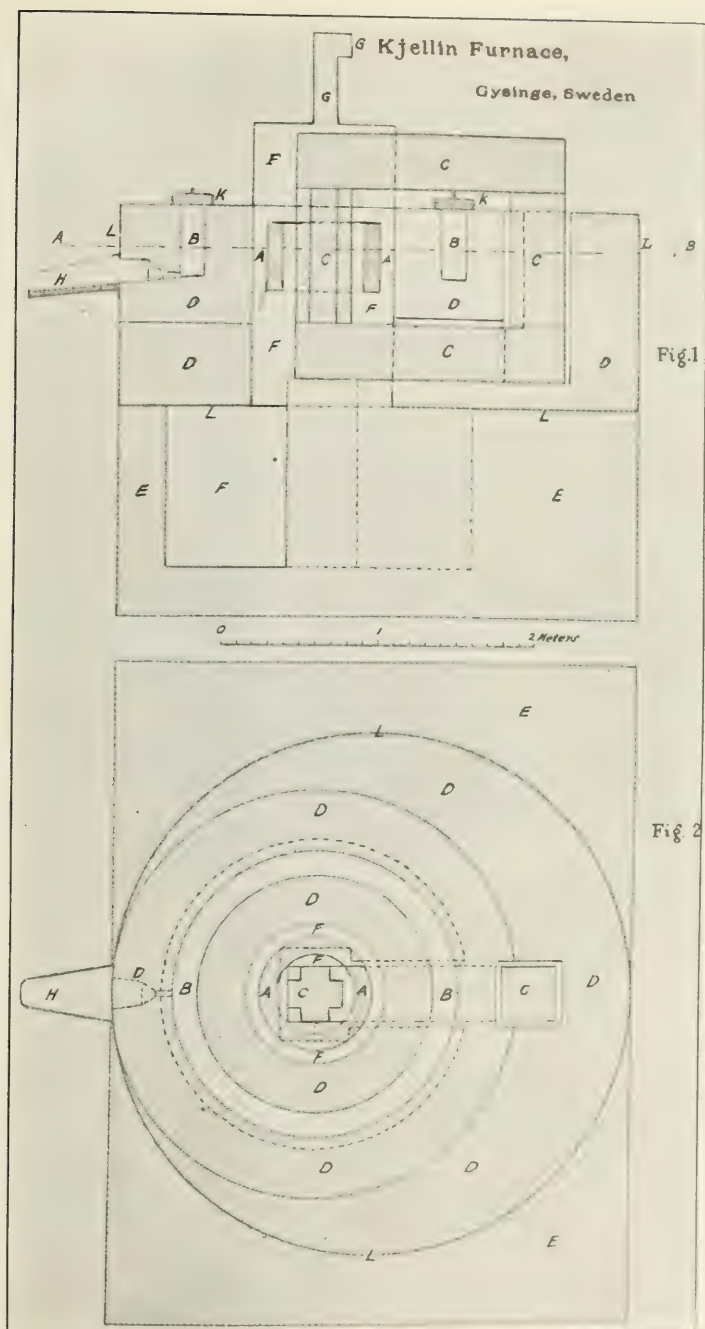 G Kjellin Furnace,
Gysinge, Sweden
G
F C
K K
A L B A C A B C L B
H
D F D
D F C D Fig.1
L L
E F E
0 1 2 Meters
E
L
D D
Fig. 2
D
F
F
H D B A C A B C D
F
D
D D
E
L